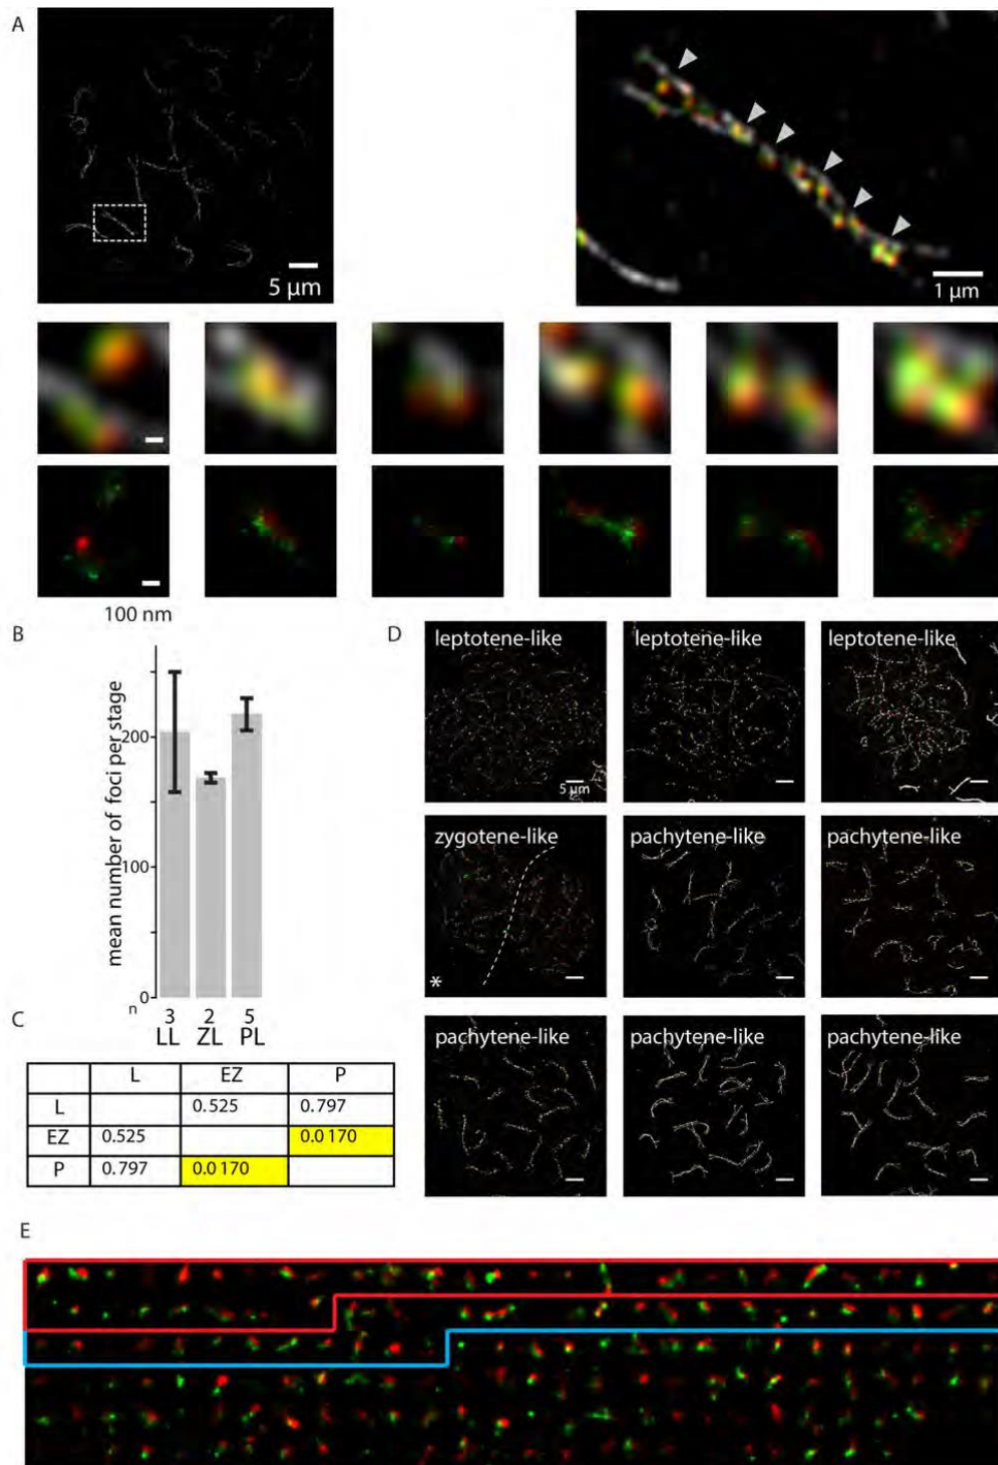 A
5 µm
1 µm
100 nm
B
mean number of foci per stage
200
100
0
n
3 2 5
LL ZL PL
C
L EZ P
L 0.525 0.797
EZ 0.525 0.0170
P 0.797 0.0170
D
leptotene-like leptotene-like leptotene-like
5 µm
zygotene-like pachytene-like pachytene-like
*
pachytene-like pachytene-like pachytene-like
E